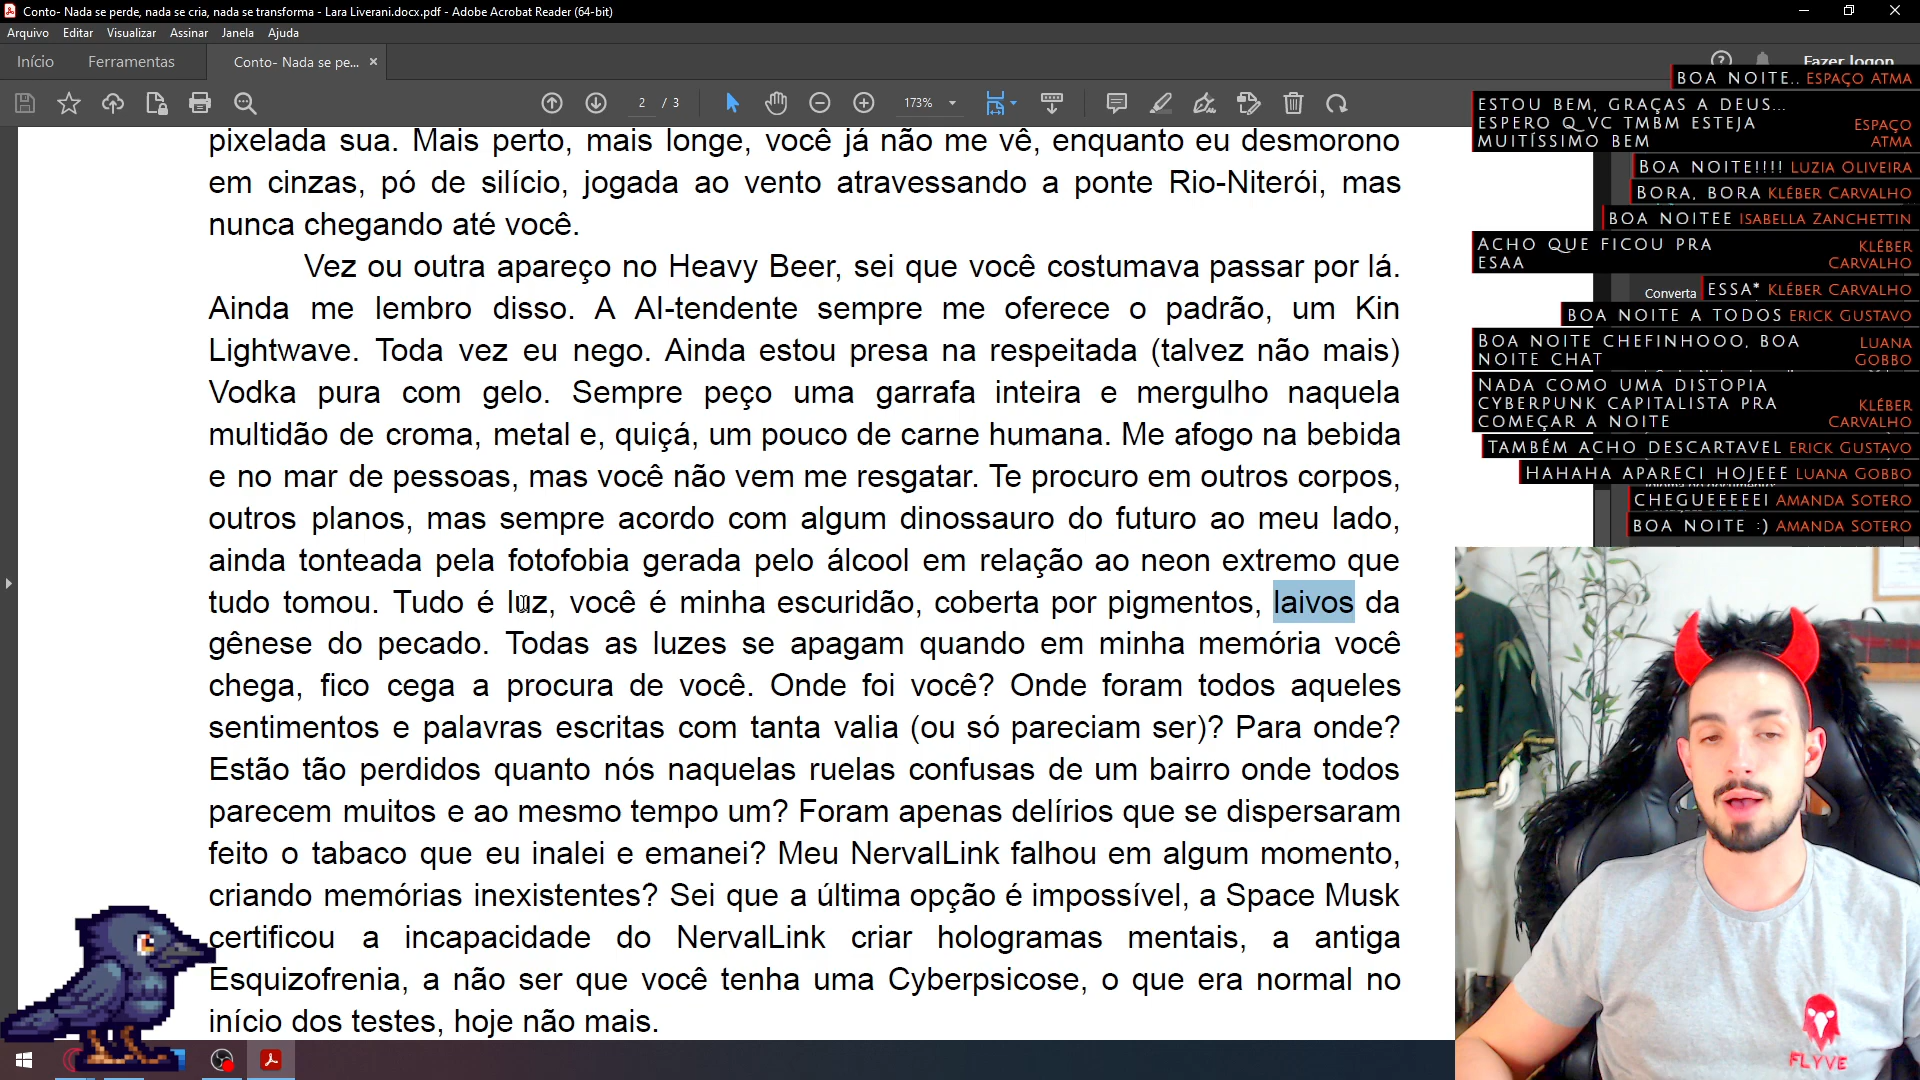 Conto- Nada se perde, nada se cria, nada se transforma - Lara Liverani.docx.pdf - Adobe Acrobat Reader (64-bit)
Arquivo Editar Visualizar Assinar Janela Ajuda
Início Ferramentas Conto- Nada se pe... × Fazer logon
2 / 3 173%
pixelada sua. Mais perto, mais longe, você já não me vê, enquanto eu desmorono
em cinzas, pó de silício, jogada ao vento atravessando a ponte Rio-Niterói, mas
nunca chegando até você.
Vez ou outra apareço no Heavy Beer, sei que você costumava passar por lá.
Ainda me lembro disso. A AI-tendente sempre me oferece o padrão, um Kin
Lightwave. Toda vez eu nego. Ainda estou presa na respeitada (talvez não mais)
Vodka pura com gelo. Sempre peço uma garrafa inteira e mergulho naquela
multidão de croma, metal e, quiçá, um pouco de carne humana. Me afogo na bebida
e no mar de pessoas, mas você não vem me resgatar. Te procuro em outros corpos,
outros planos, mas sempre acordo com algum dinossauro do futuro ao meu lado,
ainda tonteada pela fotofobia gerada pelo álcool em relação ao neon extremo que
tudo tomou. Tudo é luz, você é minha escuridão, coberta por pigmentos, laivos da
gênese do pecado. Todas as luzes se apagam quando em minha memória você
chega, fico cega a procura de você. Onde foi você? Onde foram todos aqueles
sentimentos e palavras escritas com tanta valia (ou só pareciam ser)? Para onde?
Estão tão perdidos quanto nós naquelas ruelas confusas de um bairro onde todos
parecem muitos e ao mesmo tempo um? Foram apenas delírios que se dispersaram
feito o tabaco que eu inalei e emanei? Meu NervalLink falhou em algum momento,
criando memórias inexistentes? Sei que a última opção é impossível, a Space Musk
certificou a incapacidade do NervalLink criar hologramas mentais, a antiga
Esquizofrenia, a não ser que você tenha uma Cyberpsicose, o que era normal no
início dos testes, hoje não mais.
BOA NOITE.. ESPAÇO ATMA
ESTOU BEM, GRAÇAS A DEUS...
ESPERO Q VC TMBM ESTEJA ESPAÇO
MUITÍSSIMO BEM ATMA
BOA NOITE!!!! LUZIA OLIVEIRA
BORA, BORA KLÉBER CARVALHO
BOA NOITEE ISABELLA ZANCHETTIN
ACHO QUE FICOU PRA KLÉBER
ESAA CARVALHO
Converta ESSA* KLÉBER CARVALHO
BOA NOITE A TODOS ERICK GUSTAVO
BOA NOITE CHEFINHOOO, BOA LUANA
NOITE CHAT GOBBO
NADA COMO UMA DISTOPIA
CYBERPUNK CAPITALISTA PRA KLÉBER
COMEÇAR A NOITE CARVALHO
TAMBÉM ACHO DESCARTAVEL ERICK GUSTAVO
HAHAHA APARECI HOJEEE LUANA GOBBO
CHEGUEEEEEI AMANDA SOTERO
BOA NOITE :) AMANDA SOTERO
FLYVE